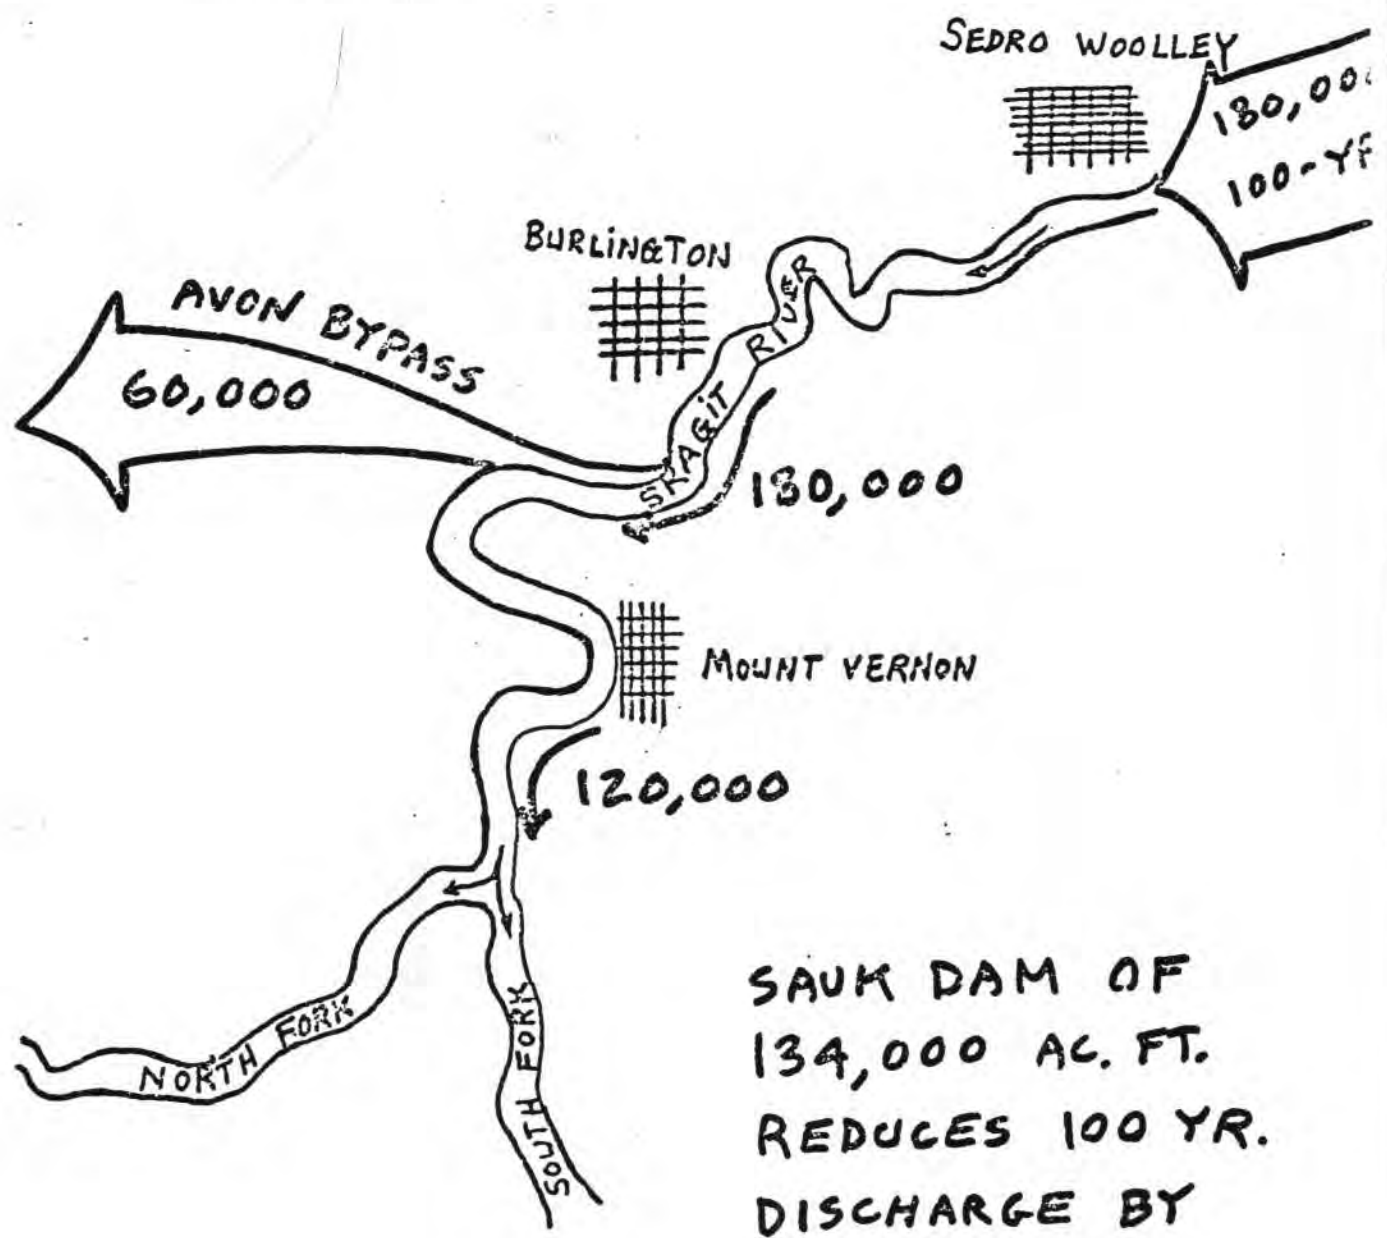 SEDRO WOOLLEY
180,00
100-YR
BURLINGTON
AVON BYPASS
60,000
SKAGIT RIVER
180,000
MOUNT VERNON
120,000
NORTH FORK
SOUTH FORK
SAUK DAM OF
134,000 AC. FT.
REDUCES 100 YR.
DISCHARGE BY